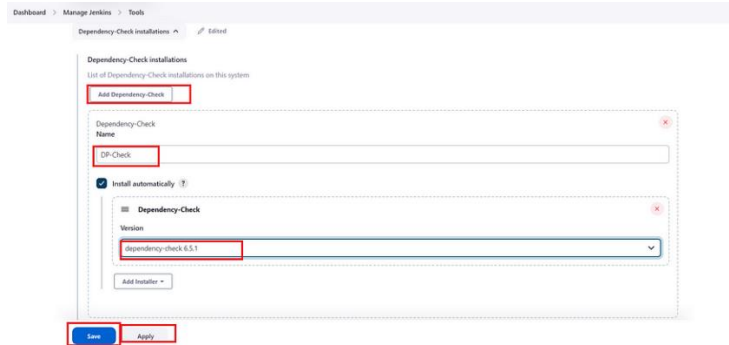 Dashboard > Manage Jenkins > Tools
Dependency-Check installations ^ Edited
Dependency-Check installations
List of Dependency-Check installations on this system
Add Dependency-Check
Dependency-Check
Name
DP-Check
Install automatically ?
Dependency-Check
Version
dependency-check 6.5.1
Add Installer
Save Apply